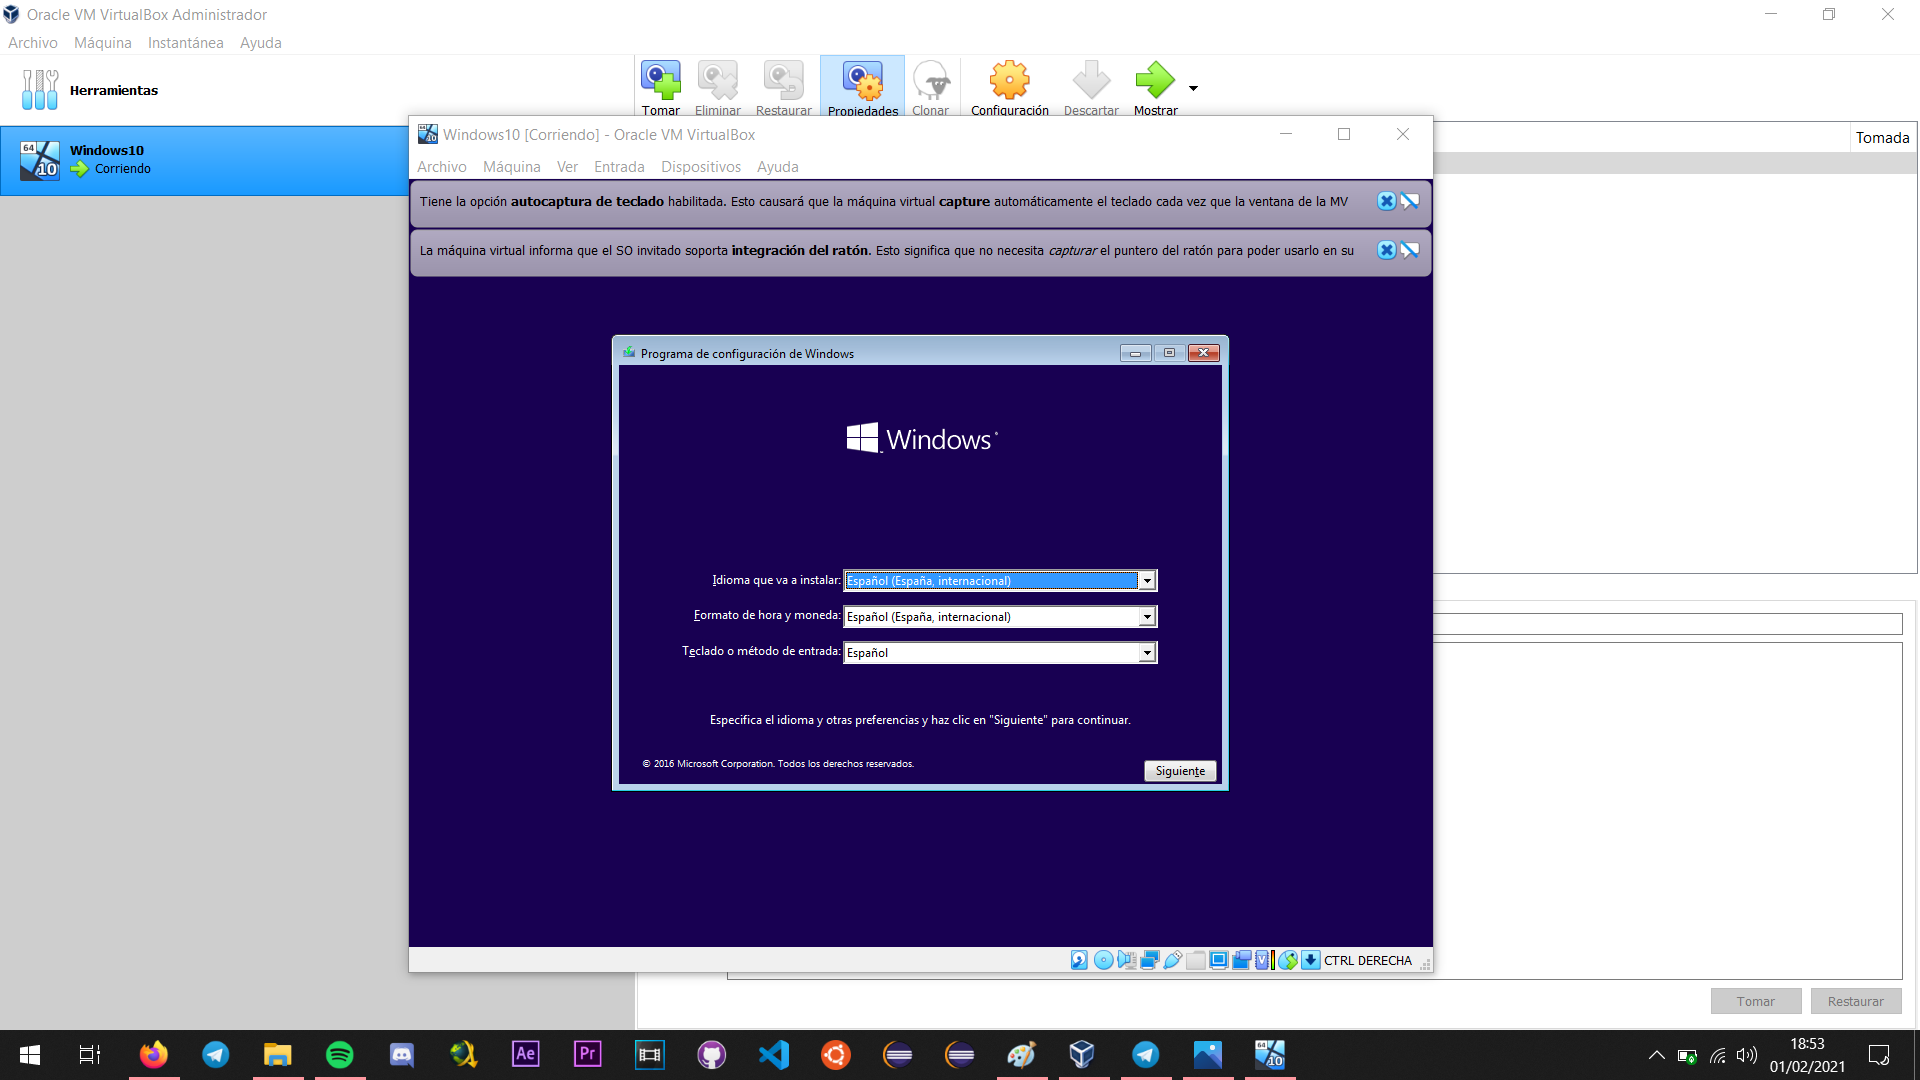 Oracle VM VirtualBox Administrador
Archivo Máquina Instantánea Ayuda
Herramientas
Tomar Eliminar Restaurar Propiedades Clonar Configuración Descartar Mostrar
Windows10
Corriendo
Tomada
Windows10 [Corriendo] - Oracle VM VirtualBox
Archivo Máquina Ver Entrada Dispositivos Ayuda
Tiene la opción autocaptura de teclado habilitada. Esto causará que la máquina virtual capture automáticamente el teclado cada vez que la ventana de la MV
La máquina virtual informa que el SO invitado soporta integración del ratón. Esto significa que no necesita capturar el puntero del ratón para poder usarlo en su
Programa de configuración de Windows
Windows
Idioma que va a instalar: Español (España, internacional)
Formato de hora y moneda: Español (España, internacional)
Teclado o método de entrada: Español
Especifica el idioma y otras preferencias y haz clic en "Siguiente" para continuar.
© 2016 Microsoft Corporation. Todos los derechos reservados.
Siguiente
CTRL DERECHA
Tomar Restaurar
Ae Pr
18:53
01/02/2021